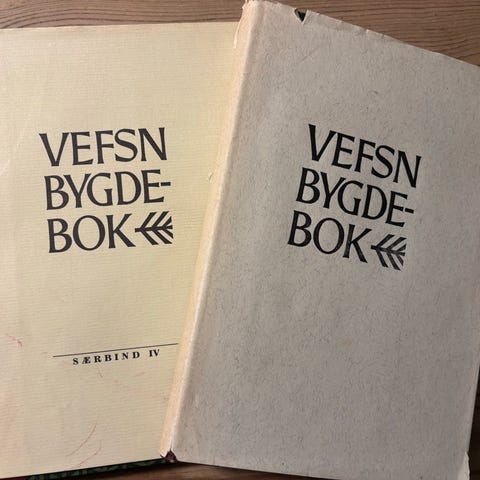 VEFSN
BYGDE-
BOK
SÆRBIND IV
VEFSN
BYGDE-
BOK